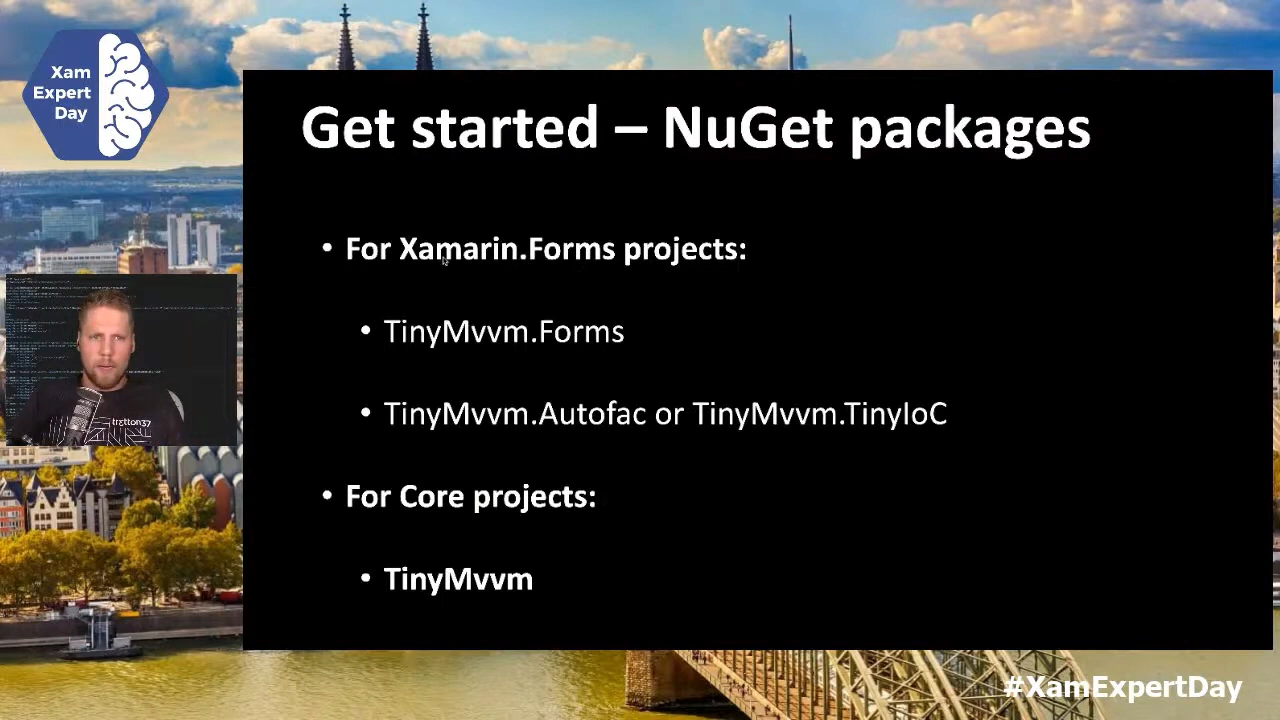 Xam
Expert
Day
Get started – NuGet packages
• For Xamarin.Forms projects:
• TinyMvvm.Forms
• TinyMvvm.Autofac or TinyMvvm.TinyIoC
• For Core projects:
• TinyMvvm
tretton37
#XamExpertDay